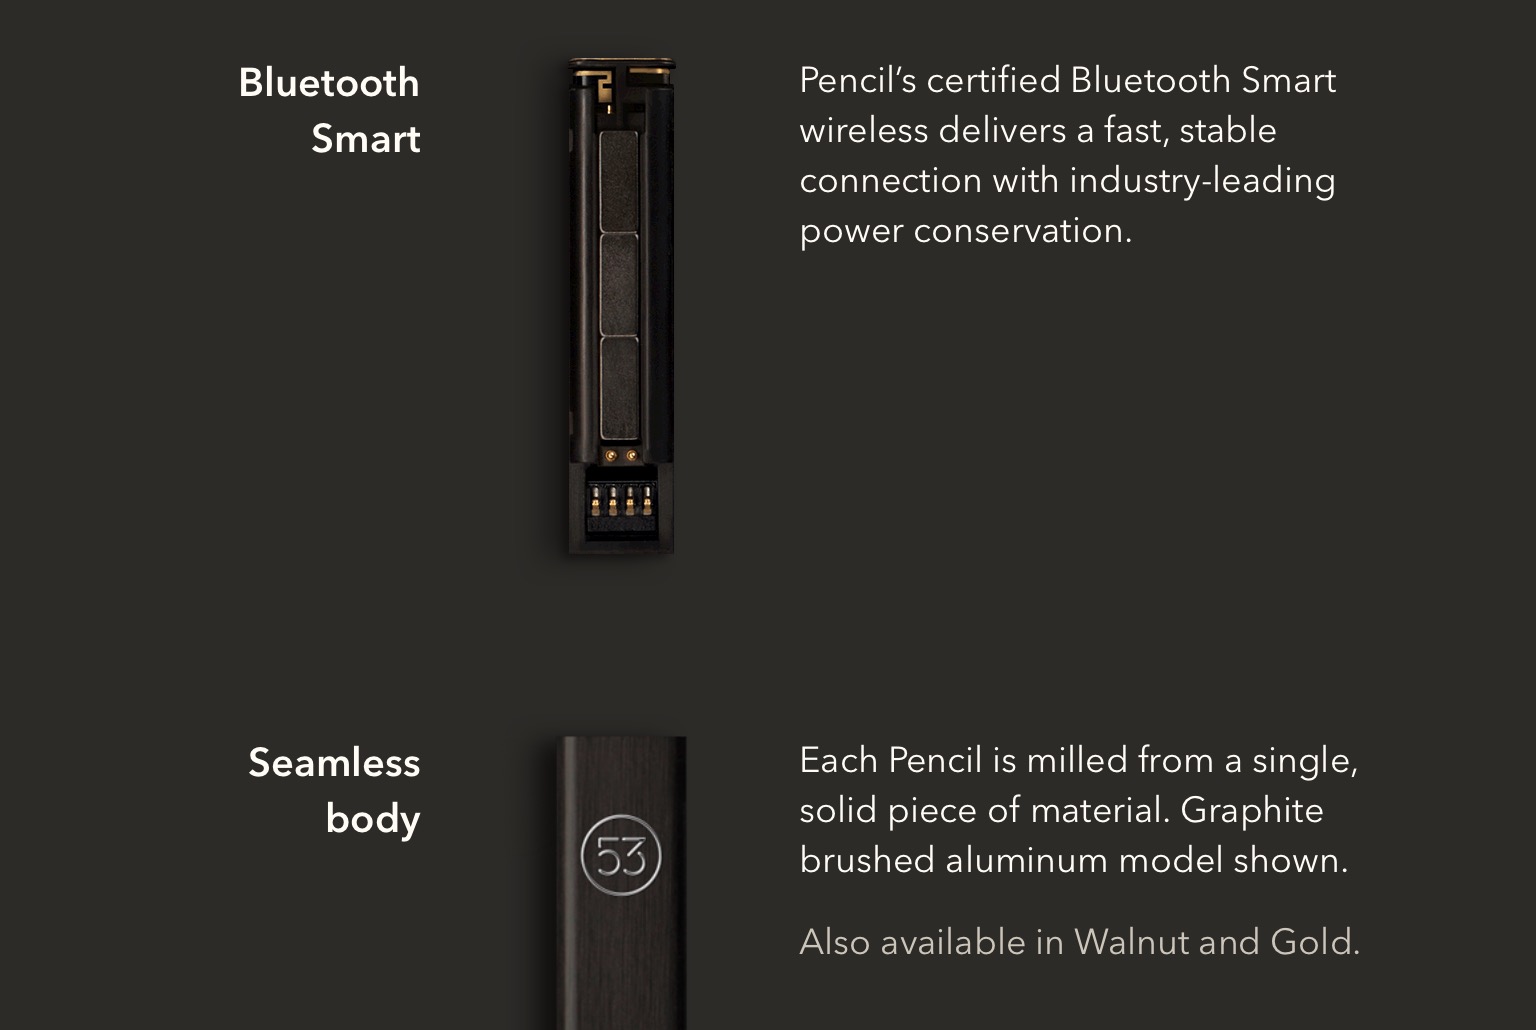 Bluetooth
Smart
Pencil’s certified Bluetooth Smart
wireless delivers a fast, stable
connection with industry-leading
power conservation.
Seamless
body
53
Each Pencil is milled from a single,
solid piece of material. Graphite
brushed aluminum model shown.
Also available in Walnut and Gold.